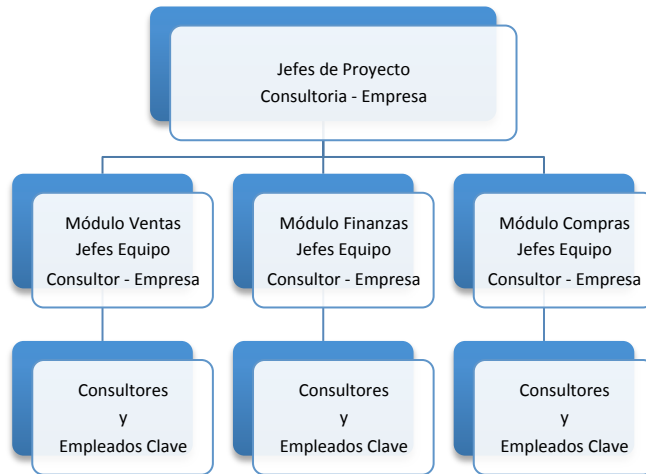 Jefes de Proyecto
Consultoria - Empresa
Módulo Ventas
Jefes Equipo
Consultor - Empresa
Módulo Finanzas
Jefes Equipo
Consultor - Empresa
Módulo Compras
Jefes Equipo
Consultor - Empresa
Consultores
y
Empleados Clave
Consultores
y
Empleados Clave
Consultores
y
Empleados Clave